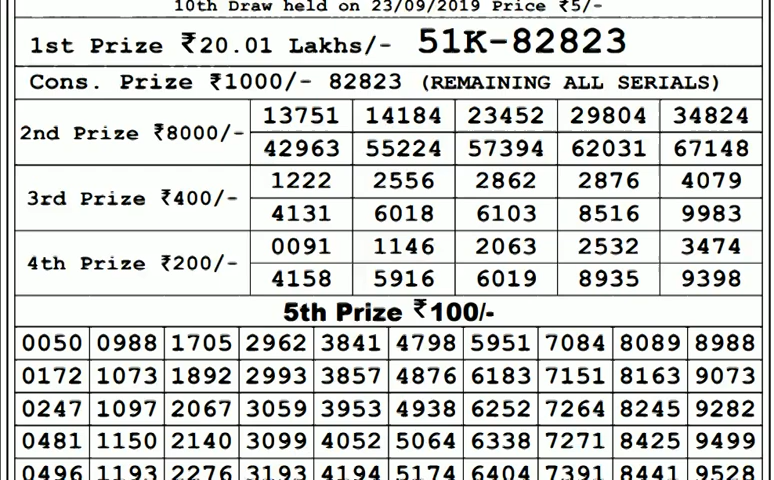 10th Draw held on 23/09/2019 Price ₹5/-
1st Prize ₹20.01 Lakhs/- 51K-82823
Cons. Prize ₹1000/- 82823 (REMAINING ALL SERIALS)
2nd Prize ₹8000/-
13751 14184 23452 29804 34824
42963 55224 57394 62031 67148
3rd Prize ₹400/-
1222 2556 2862 2876 4079
4131 6018 6103 8516 9983
4th Prize ₹200/-
0091 1146 2063 2532 3474
4158 5916 6019 8935 9398
5th Prize ₹100/-
0050 0988 1705 2962 3841 4798 5951 7084 8089 8988
0172 1073 1892 2993 3857 4876 6183 7151 8163 9073
0247 1097 2067 3059 3953 4938 6252 7264 8245 9282
0481 1150 2140 3099 4052 5064 6338 7271 8425 9499
0496 1193 2276 3193 4194 5174 6404 7391 8441 9528